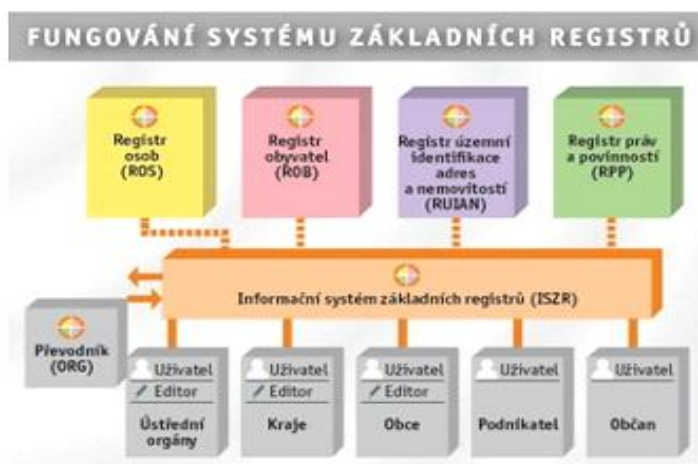 FUNGOVÁNÍ SYSTÉMU ZÁKLADNÍCH REGISTRŮ
Registr
osob
(ROS)
Registr
obyvatel
(ROB)
Registr územní
identifikace
adres
a nemovitostí
(RUIAN)
Registr práv
a povinností
(RPP)
Informační systém základních registrů (ISZR)
Převodník
(ORG)
Uživatel
Editor
Ústřední
orgány
Uživatel
Editor
Kraje
Uživatel
Editor
Obce
Uživatel
Podnikatel
Uživatel
Občan